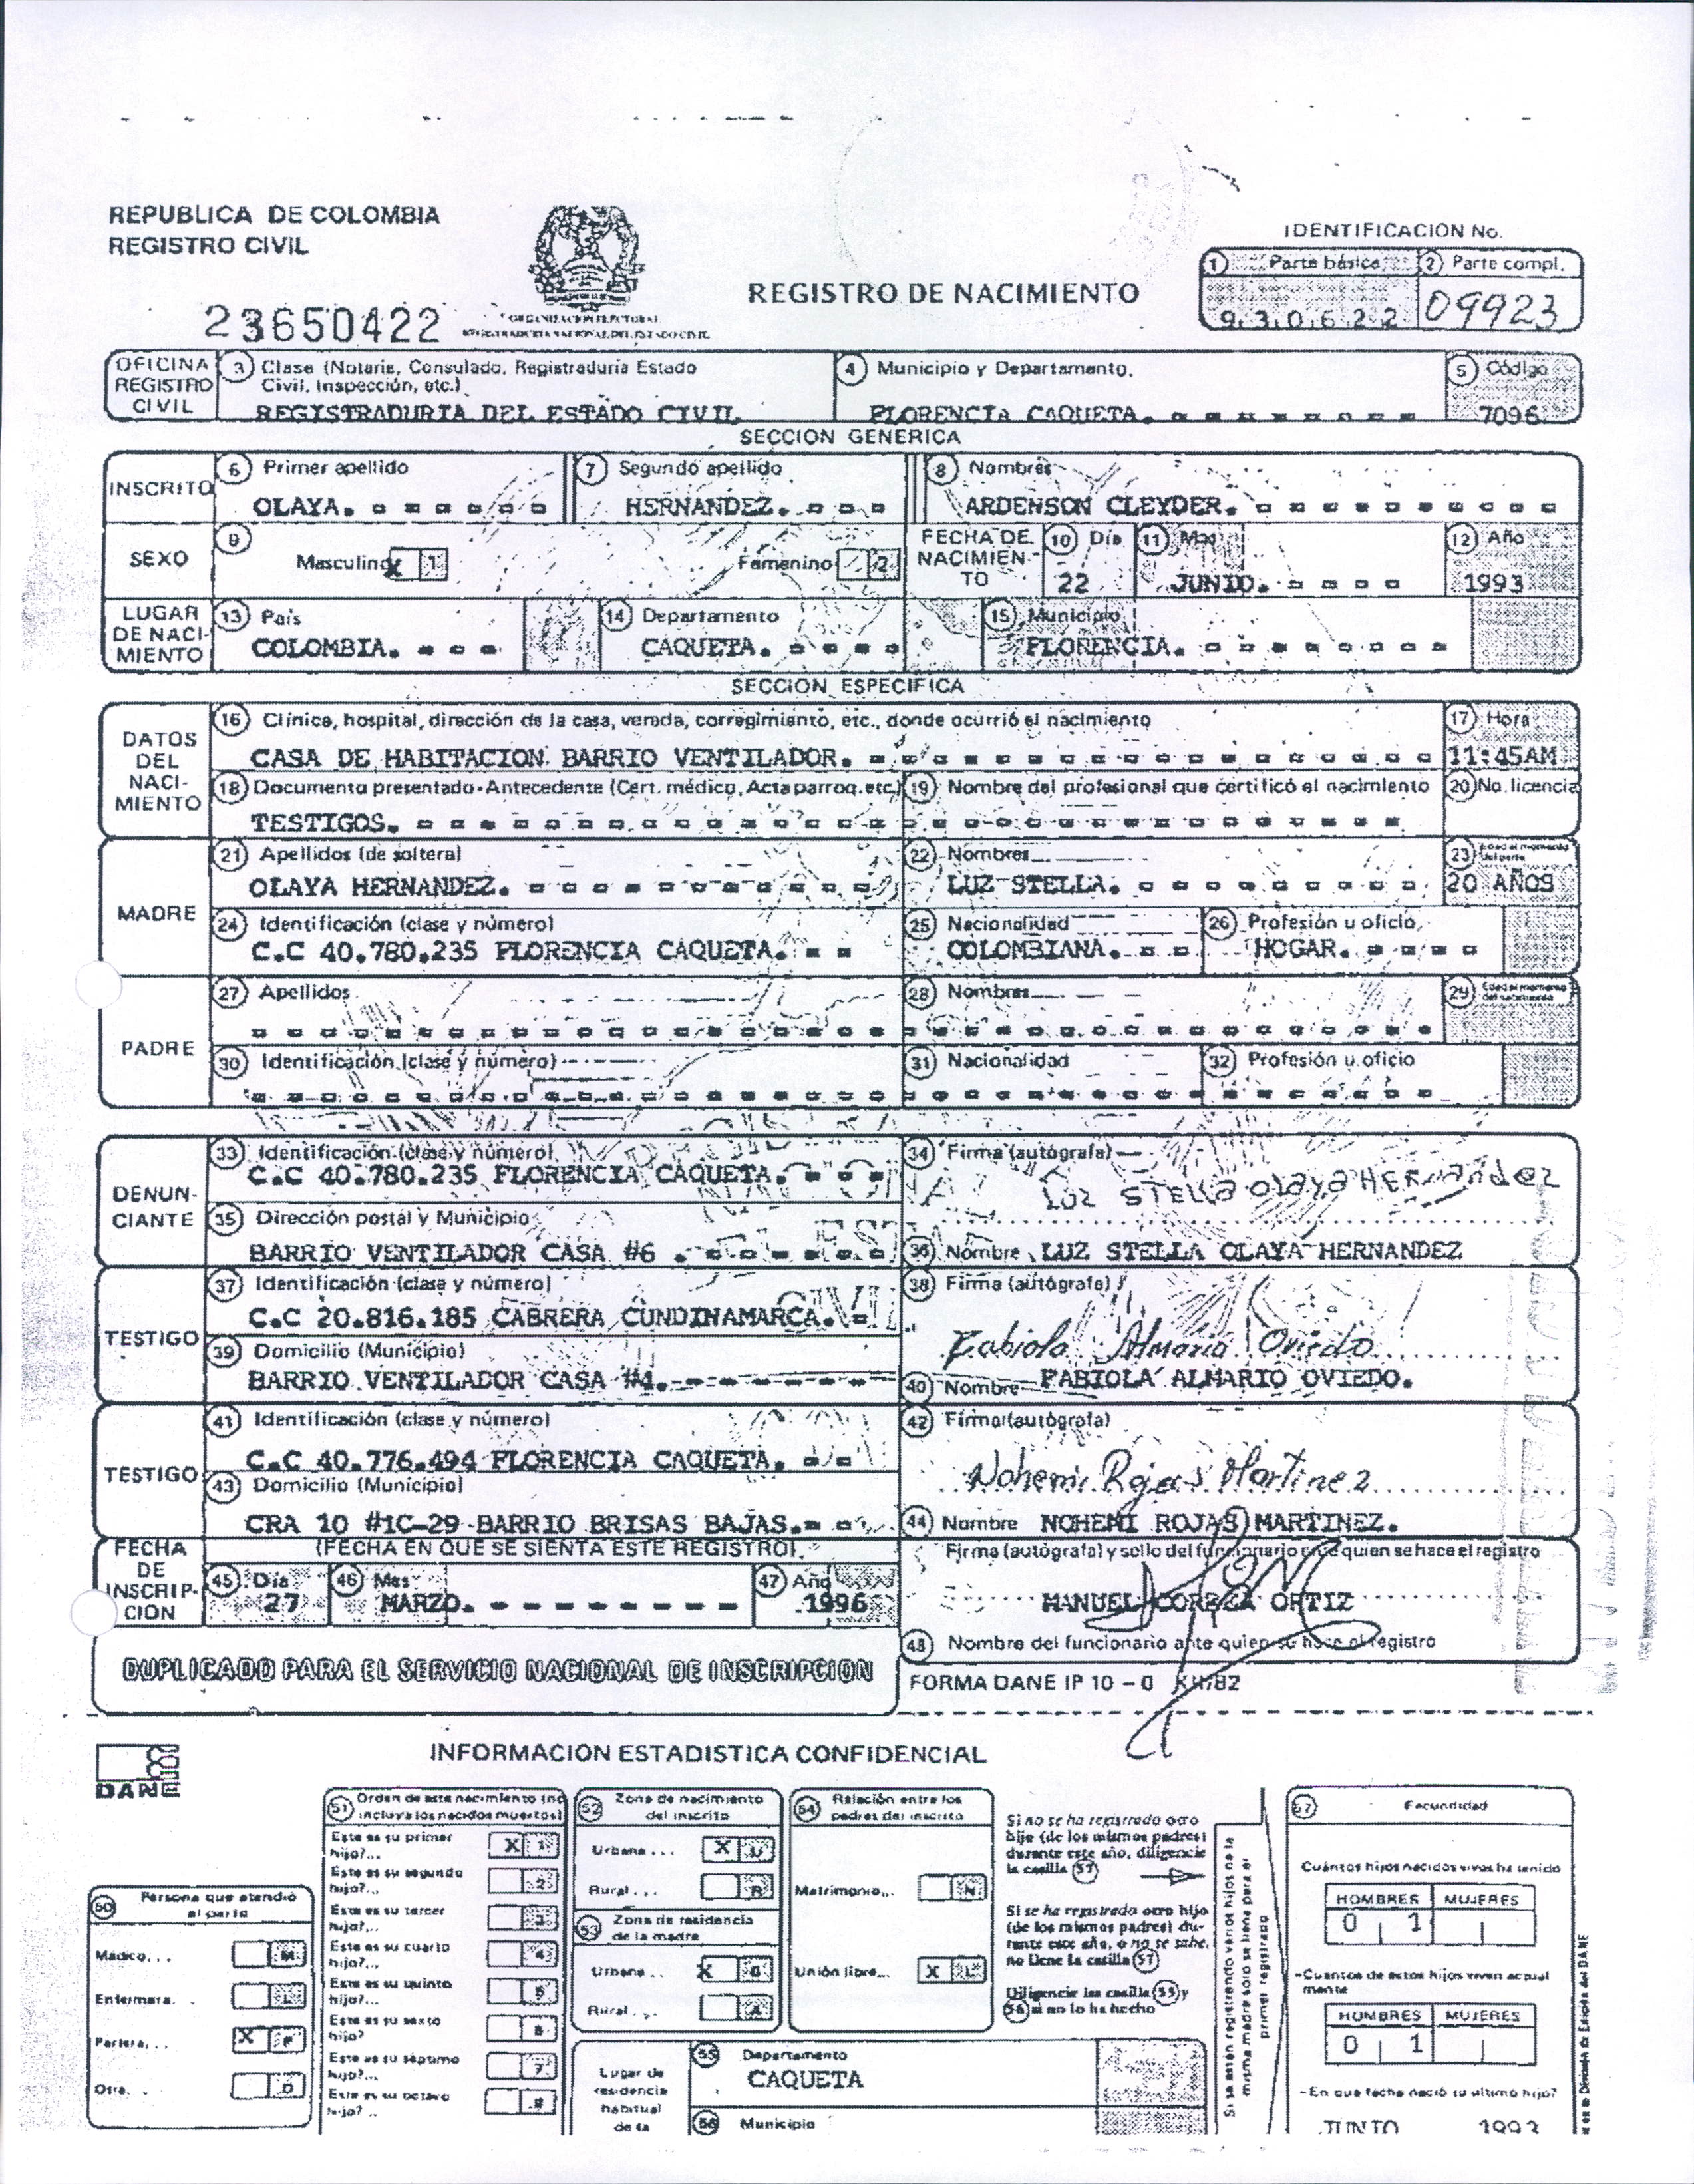 REPUBLICA DE COLOMBIA
REGISTRO CIVIL
23650422
ORGANIZACION ELECTORAL
REGISTRADURIA NACIONAL DEL ESTADO CIVIL
REGISTRO DE NACIMIENTO
IDENTIFICACION No.
1 Parte básica 2 Parte compl.
930622 09923
OFICINA REGISTRO CIVIL
3 Clase (Notaria, Consulado, Registraduría Estado Civil, Inspección, etc.)
REGISTRADURIA DEL ESTADO CIVIL
4 Municipio y Departamento,
FLORENCIA CAQUETA.
5 Código
7096
SECCION GENERICA
INSCRITO
6 Primer apellido
OLAYA.
7 Segundo apellido
HERNANDEZ.
8 Nombres
ARDENSON CLEYDER.
SEXO
9 Masculino X 1 Femenino 2
FECHA DE NACIMIENTO
10 Día
22
11 Mes
JUNIO.
12 Año
1993
LUGAR DE NACIMIENTO
13 País
COLOMBIA.
14 Departamento
CAQUETA.
15 Municipio
FLORENCIA.
SECCION ESPECIFICA
DATOS DEL NACIMIENTO
16 Clínica, hospital, dirección de la casa, vereda, corregimiento, etc., donde ocurrió el nacimiento
CASA DE HABITACION BARRIO VENTILADOR.
17 Hora
11:45AM
18 Documento presentado-Antecedente (Cert. médico, Acta parroq. etc.)
TESTIGOS.
19 Nombre del profesional que certificó el nacimiento
20 No. licencia
MADRE
21 Apellidos (de soltera)
OLAYA HERNANDEZ.
22 Nombres
LUZ STELLA.
23 Edad al momento del parto
20 AÑOS
24 Identificación (clase y número)
C.C 40.780.235 FLORENCIA CAQUETA.
25 Nacionalidad
COLOMBIANA.
26 Profesión u oficio
HOGAR.
PADRE
27 Apellidos
28 Nombres
29 Edad al momento del nacimiento
30 Identificación (clase y número)
31 Nacionalidad
32 Profesión u oficio
DENUNCIANTE
33 Identificación (clase y número)
C.C 40.780.235 FLORENCIA CAQUETA.
34 Firma (autógrafa)
LUZ STELLA OLAYA HERNANDEZ
35 Dirección postal y Municipio
BARRIO VENTILADOR CASA #6
36 Nombre LUZ STELLA OLAYA HERNANDEZ
TESTIGO
37 Identificación (clase y número)
C.C 20.816.185 CABRERA CUNDINAMARCA.
38 Firma (autógrafa)
Fabiola Almario Oviedo
39 Domicilio (Municipio)
BARRIO VENTILADOR CASA #4.
40 Nombre FABIOLA ALMARIO OVIEDO.
TESTIGO
41 Identificación (clase y número)
C.C 40.776.494 FLORENCIA CAQUETA.
42 Firma (autógrafa)
Nohemi Rojas Martinez
43 Domicilio (Municipio)
CRA 10 #1C-29 BARRIO BRISAS BAJAS.
44 Nombre NOHEMI ROJAS MARTINEZ.
FECHA DE INSCRIPCION
(FECHA EN QUE SE SIENTA ESTE REGISTRO).
45 Día
27
46 Mes
MARZO.
47 Año
1996
Firma (autógrafa) y sello del funcionario ante quien se hace el registro
MANUEL CORREA ORTIZ
48 Nombre del funcionario ante quien se hace el registro
DUPLICADO PARA EL SERVICIO NACIONAL DE INSCRIPCION
FORMA DANE IP 10 - 0 XII/82
DANE
INFORMACION ESTADISTICA CONFIDENCIAL
50 Persona que atendió el parto
Médico... M
Enfermera. L
Partera... X P
Otra. . O
51 Orden de este nacimiento (no incluya los nacidos muertos)
Este es su primer hijo?... X 1
Este es su segundo hijo?... 2
Este es su tercer hijo?... 3
Este es su cuarto hijo?... 4
Este es su quinto hijo?... 5
Este es su sexto hijo? 6
Este es su séptimo hijo? 7
Este es su octavo hijo? .. 8
52 Zona de nacimiento del inscrito
Urbana ... X U
Rural ... R
53 Zona de residencia de la madre
Urbana .. X
Rural ..
54 Relación entre los padres del inscrito
Matrimonio..
Unión libre... X L
Si no se ha registrado otro
hijo (de los mismos padres)
durante este año, diligencie
la casilla 57
Si se ha registrado otro hijo
(de los mismos padres) du-
rante este año, o no se sabe,
no llene la casilla 57
Diligencie las casilla 55 y
56 si no lo ha hecho
Si se están registrando varios hijos de la
misma madre sólo se llena para el
primer registrado
Lugar de residencia habitual de la
55 Departamento
CAQUETA
56 Municipio
57 Fecundidad
Cuántos hijos nacidos vivos ha tenido
HOMBRES MUJERES
0 1
-Cuántos de estos hijos viven actual
mente
HOMBRES MUJERES
0 1
- En que fecha nació su ultimo hijo?
JUNIO 1993